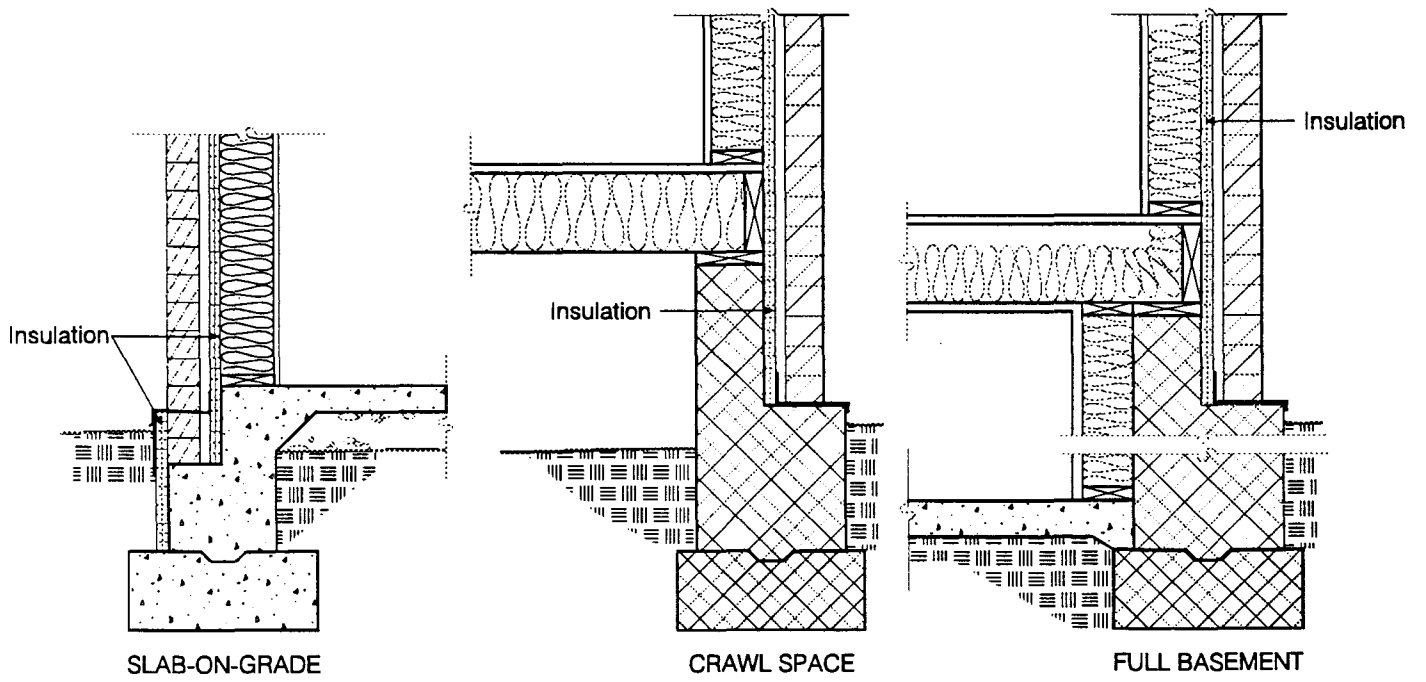 Insulation
Insulation
Insulation
SLAB-ON-GRADE
CRAWL SPACE
FULL BASEMENT